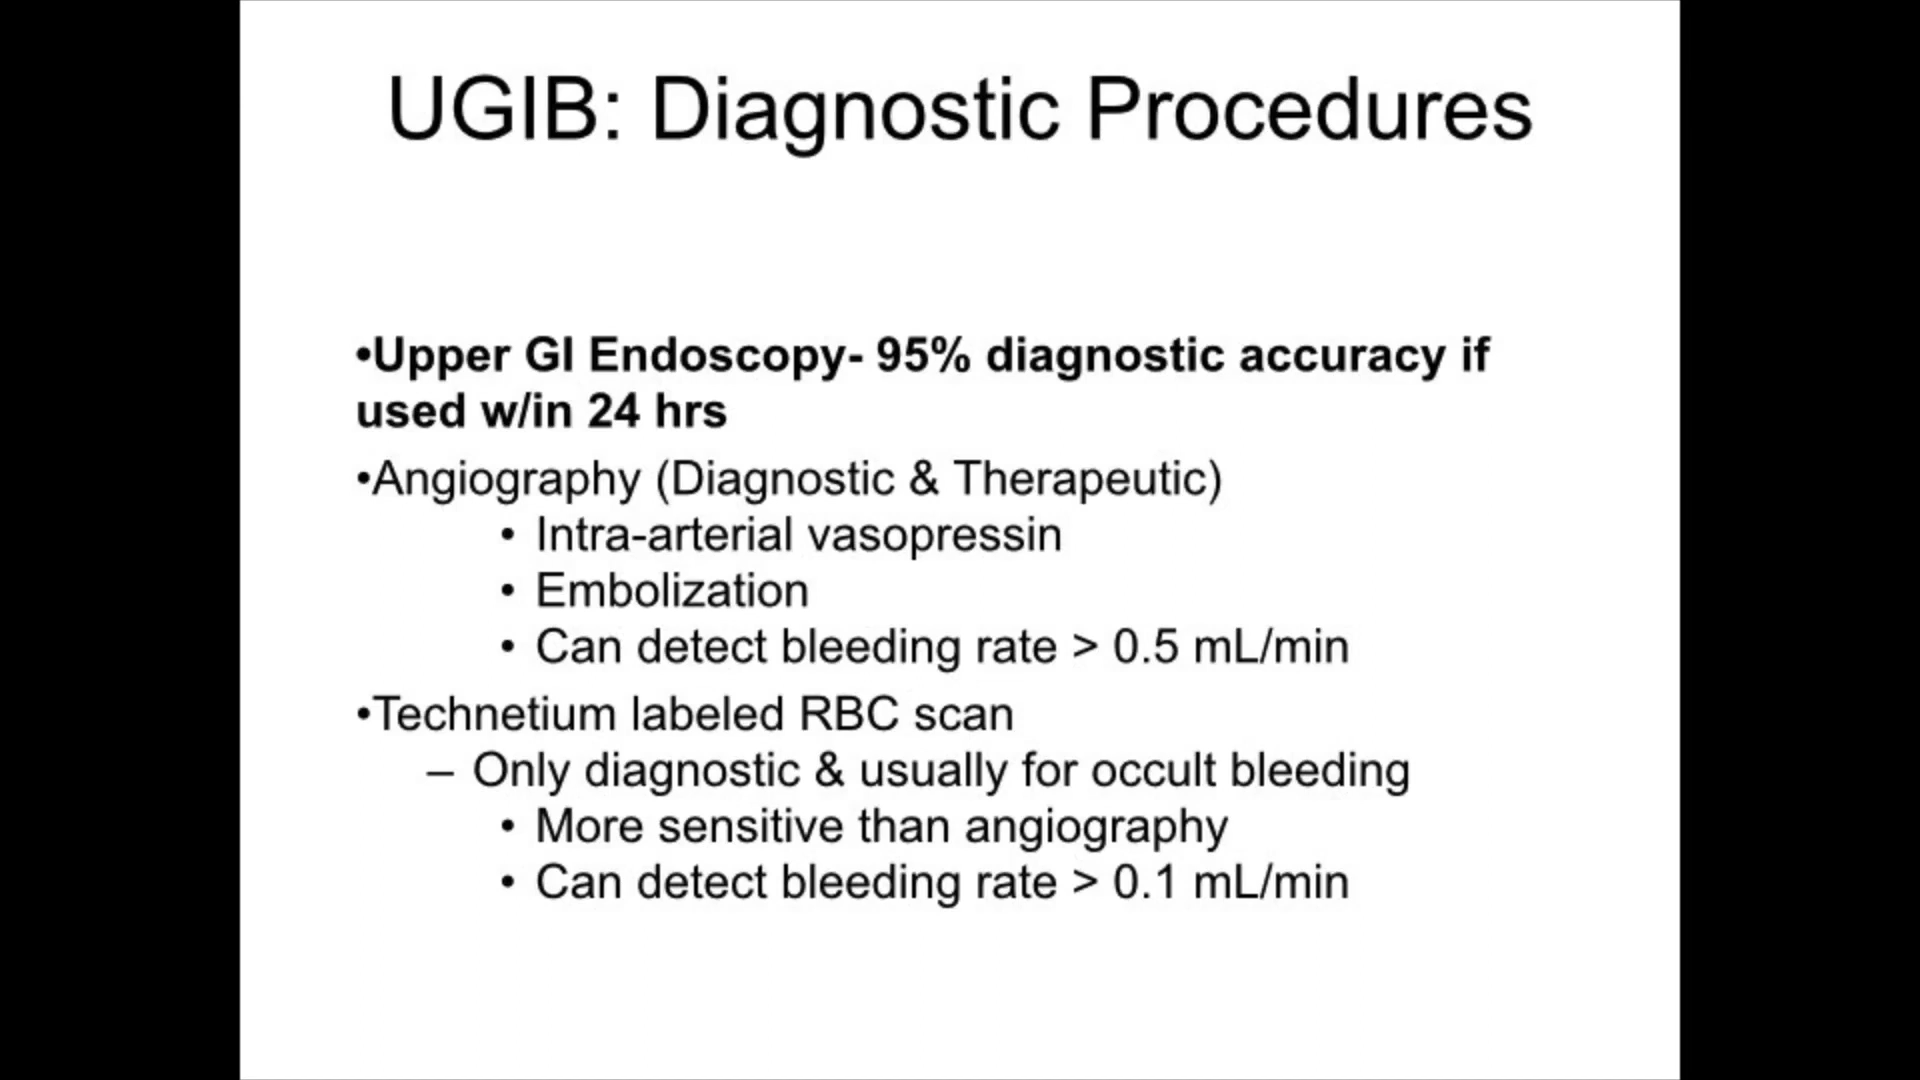 UGIB: Diagnostic Procedures
•Upper GI Endoscopy- 95% diagnostic accuracy if
used w/in 24 hrs
•Angiography (Diagnostic & Therapeutic)
• Intra-arterial vasopressin
• Embolization
• Can detect bleeding rate > 0.5 mL/min
•Technetium labeled RBC scan
– Only diagnostic & usually for occult bleeding
• More sensitive than angiography
• Can detect bleeding rate > 0.1 mL/min